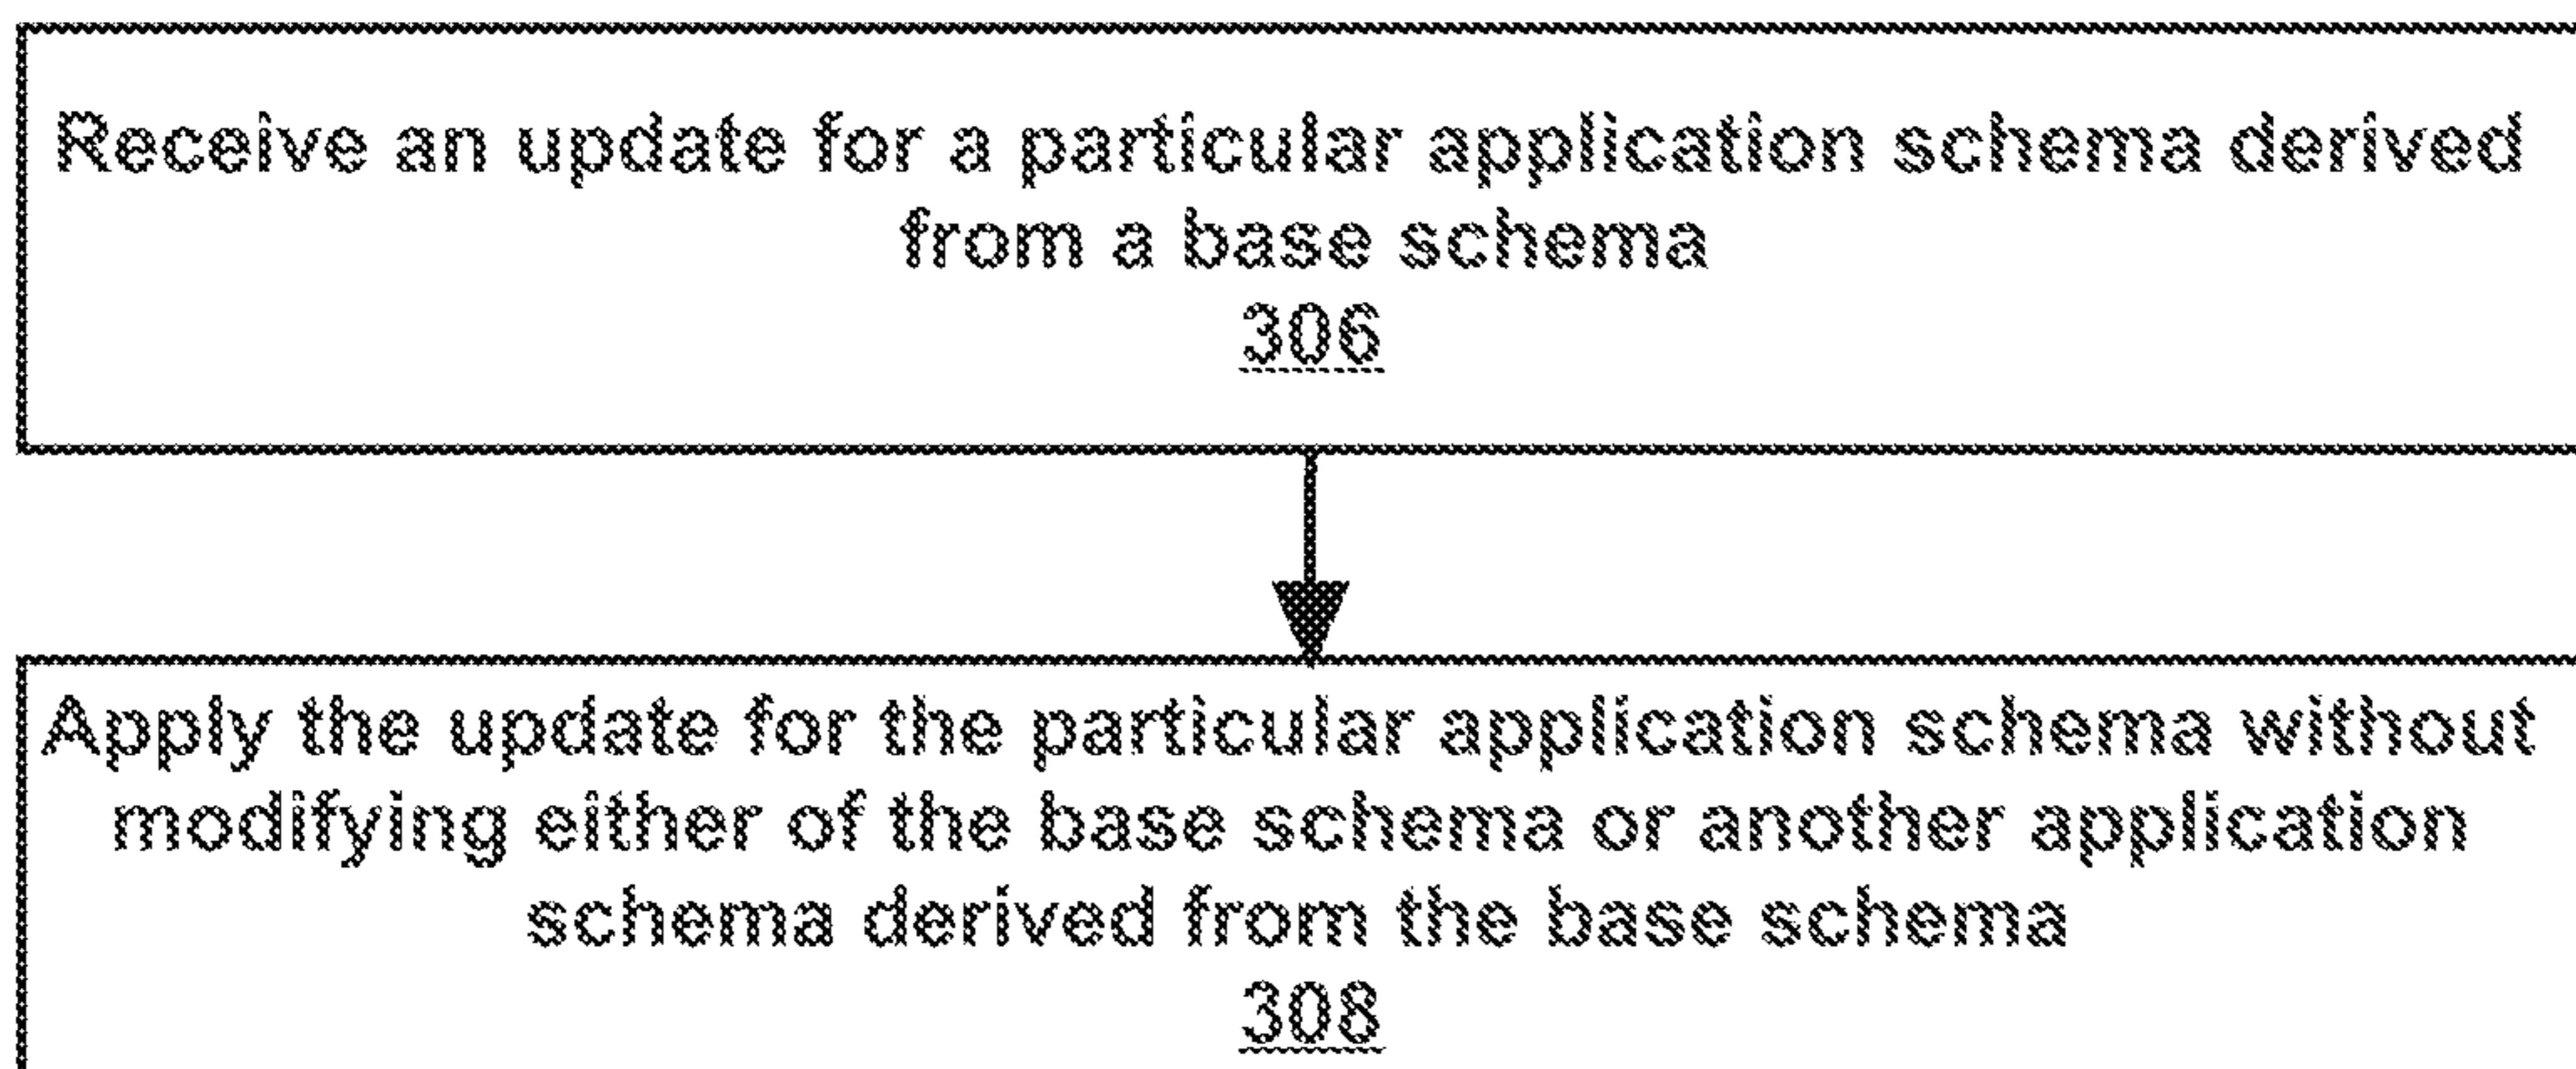 Receive an update for a particular application schema derived
from a base schema
306
Apply the update for the particular application schema without
modifying either of the base schema or another application
schema derived from the base schema
308